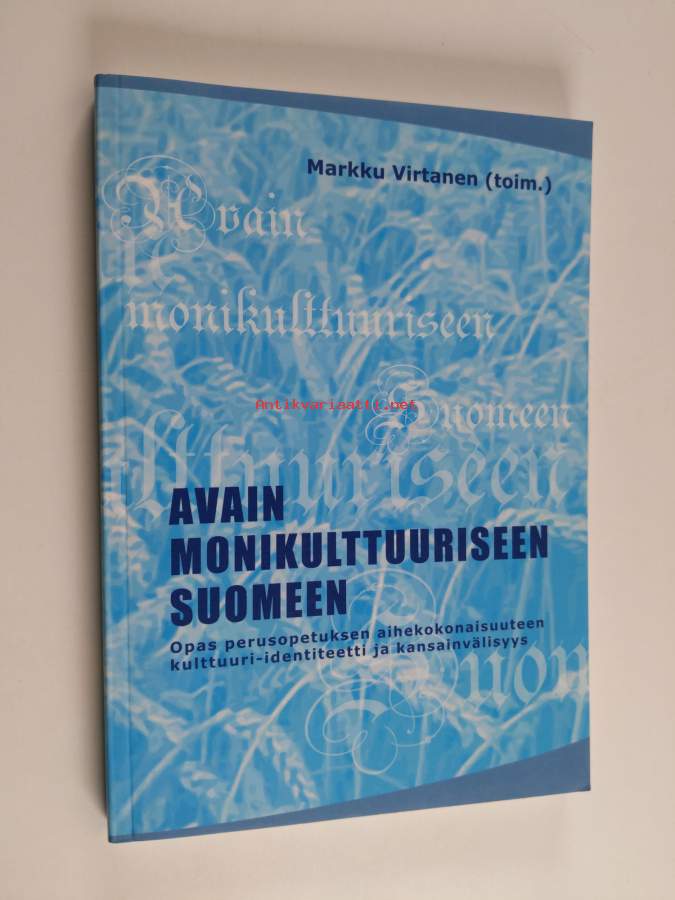 Markku Virtanen (toim.)
Avain
monikulttuuriseen
Antikvariaatti.net
Suomeen
lttuuriseen
AVAIN
MONIKULTTUURISEEN
SUOMEEN
Opas perusopetuksen aihekokonaisuuteen
kulttuuri-identiteetti ja kansainvälisyys
Suom